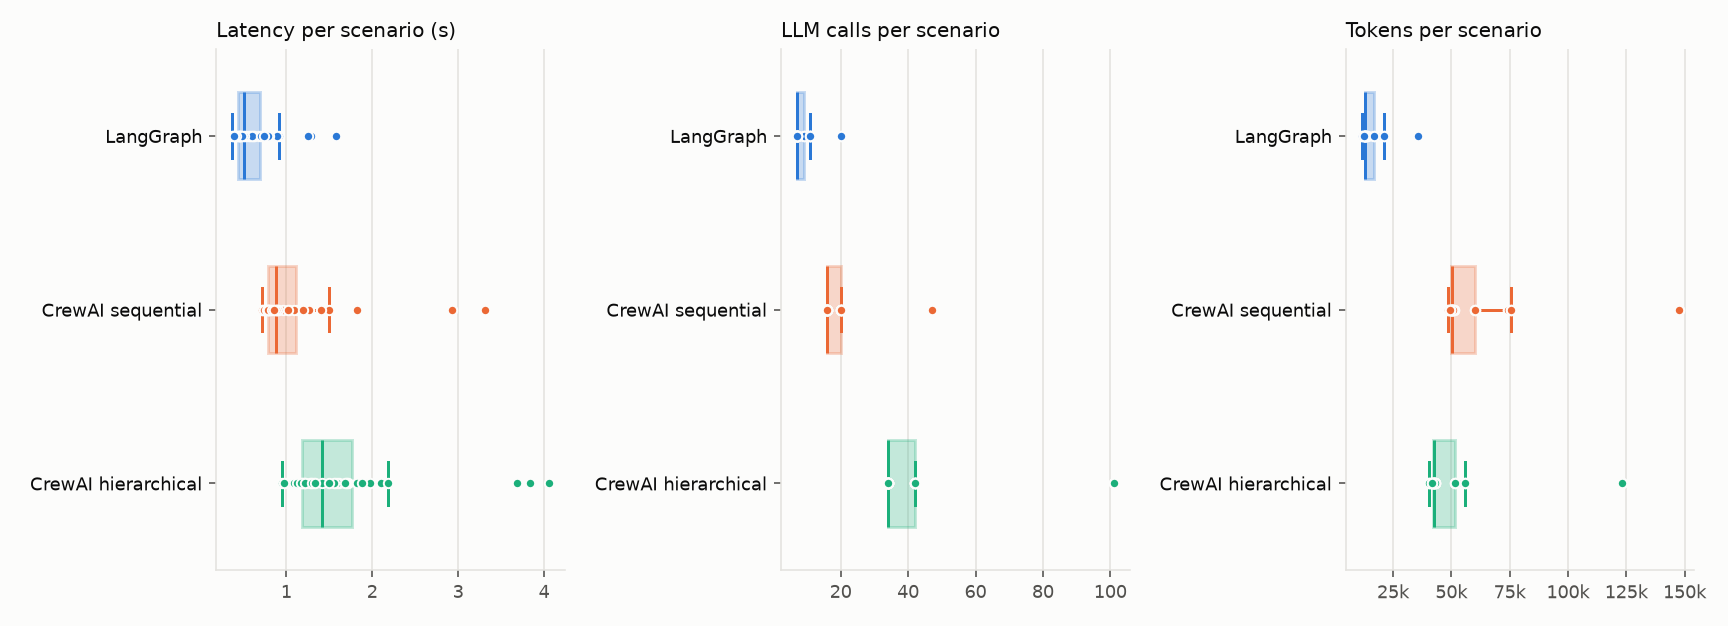 Latency per scenario (s)
LangGraph
CrewAI sequential
CrewAI hierarchical
1 2 3 4
LLM calls per scenario
LangGraph
CrewAI sequential
CrewAI hierarchical
20 40 60 80 100
Tokens per scenario
LangGraph
CrewAI sequential
CrewAI hierarchical
25k 50k 75k 100k 125k 150k